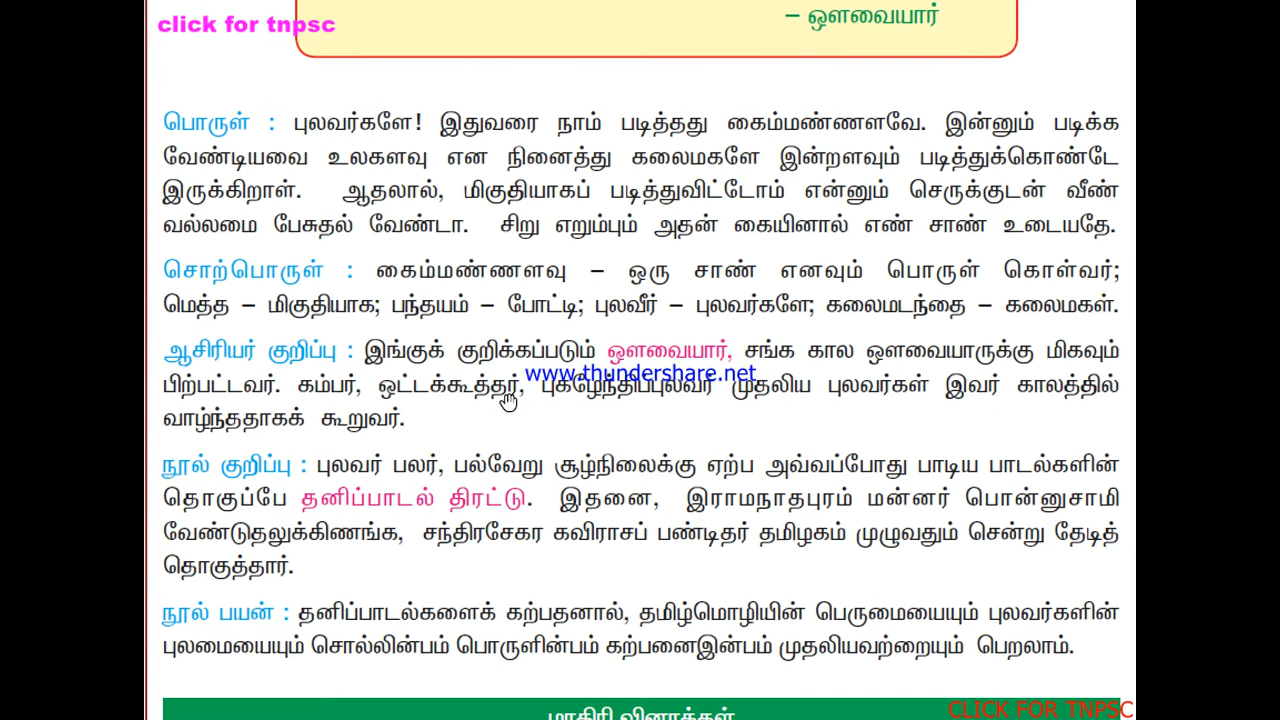 click for tnpsc
– ஔவையார்
பொருள் : புலவர்களே! இதுவரை நாம் படித்தது கைம்மண்ணளவே. இன்னும் படிக்க
வேண்டியவை உலகளவு என நினைத்து கலைமகளே இன்றளவும் படித்துக்கொண்டே
இருக்கிறாள். ஆதலால், மிகுதியாகப் படித்துவிட்டோம் என்னும் செருக்குடன் வீண்
வல்லமை பேசுதல் வேண்டா. சிறு எறும்பும் அதன் கையினால் எண் சாண் உடையதே.
சொற்பொருள் : கைம்மண்ணளவு – ஒரு சாண் எனவும் பொருள் கொள்வர்;
மெத்த – மிகுதியாக; பந்தயம் – போட்டி; புலவீர் – புலவர்களே; கலைமடந்தை – கலைமகள்.
ஆசிரியர் குறிப்பு : இங்குக் குறிக்கப்படும் ஔவையார், சங்க கால ஔவையாருக்கு மிகவும்
www.thundershare.net
பிற்பட்டவர். கம்பர், ஒட்டக்கூத்தர், புகழேந்திப்புலவர் முதலிய புலவர்கள் இவர் காலத்தில்
வாழ்ந்ததாகக் கூறுவர்.
நூல் குறிப்பு : புலவர் பலர், பல்வேறு சூழ்நிலைக்கு ஏற்ப அவ்வப்போது பாடிய பாடல்களின்
தொகுப்பே தனிப்பாடல் திரட்டு. இதனை, இராமநாதபுரம் மன்னர் பொன்னுசாமி
வேண்டுதலுக்கிணங்க, சந்திரசேகர கவிராசப் பண்டிதர் தமிழகம் முழுவதும் சென்று தேடித்
தொகுத்தார்.
நூல் பயன் : தனிப்பாடல்களைக் கற்பதனால், தமிழ்மொழியின் பெருமையையும் புலவர்களின்
புலமையையும் சொல்லின்பம் பொருளின்பம் கற்பனைஇன்பம் முதலியவற்றையும் பெறலாம்.
மாதிரி வினாக்கள்
CLICK FOR TNPSC